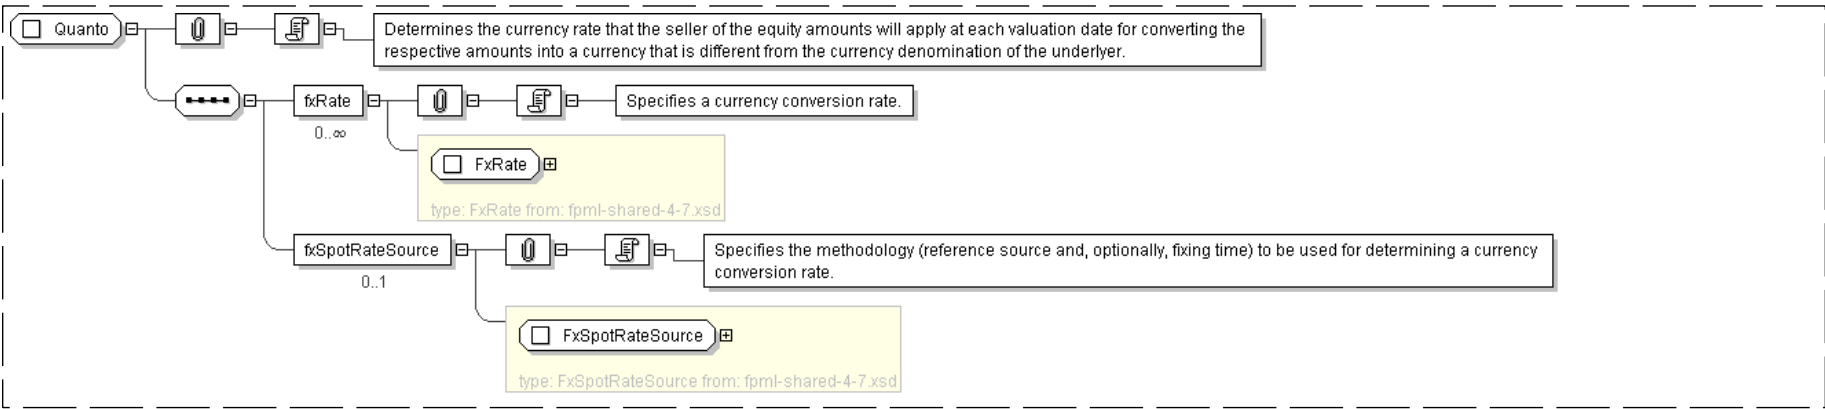 Quanto
Determines the currency rate that the seller of the equity amounts will apply at each valuation date for converting the
respective amounts into a currency that is different from the currency denomination of the underlyer.
fxRate
Specifies a currency conversion rate.
0..∞
FxRate
type: FxRate from: fpml-shared-4-7.xsd
fxSpotRateSource
Specifies the methodology (reference source and, optionally, fixing time) to be used for determining a currency
conversion rate.
0..1
FxSpotRateSource
type: FxSpotRateSource from: fpml-shared-4-7.xsd